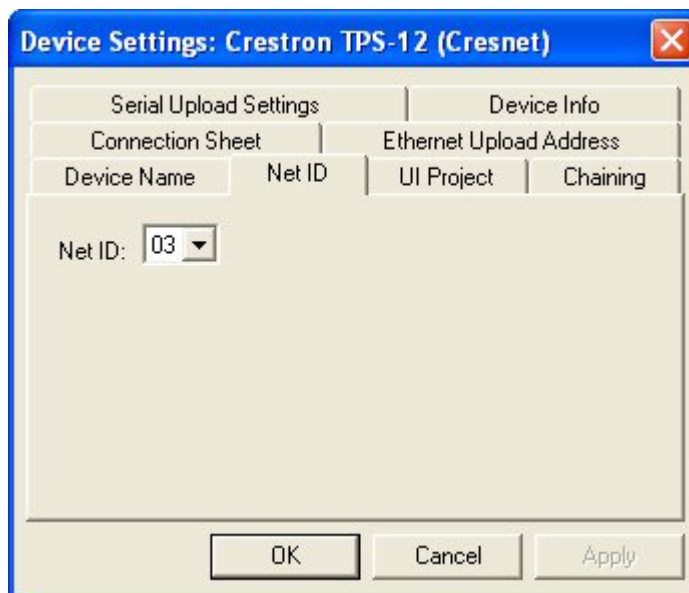 Device Settings: Crestron TPS-12 (Cresnet)
Serial Upload Settings Device Info
Connection Sheet Ethernet Upload Address
Device Name Net ID UI Project Chaining
Net ID: 03
OK Cancel Apply